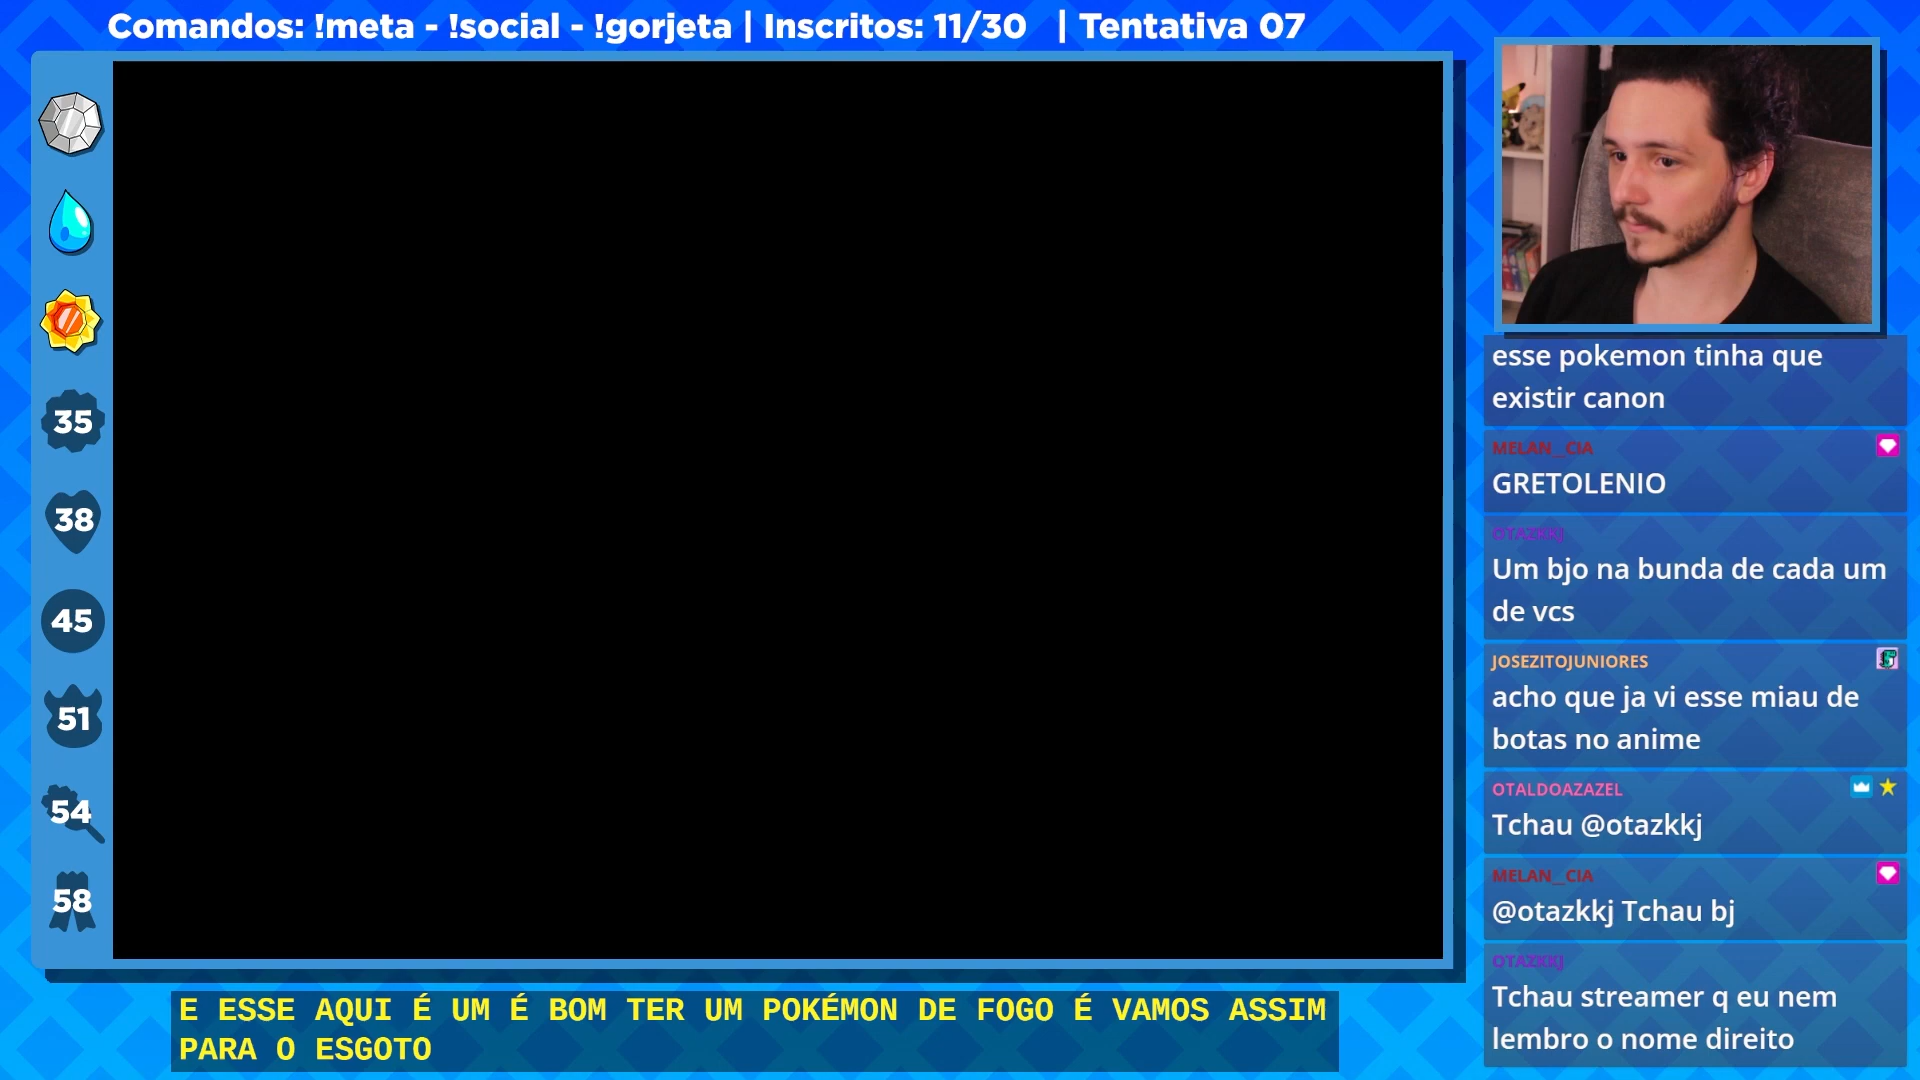 Comandos: !meta - !social - !gorjeta | Inscritos: 11/30 | Tentativa 07
35
38
45
51
54
58
esse pokemon tinha que
existir canon
MELAN__CIA
GRETOLENIO
OTAZKKJ
Um bjo na bunda de cada um
de vcs
JOSEZITOJUNIORES
acho que ja vi esse miau de
botas no anime
OTALDOAZAZEL
Tchau @otazkkj
MELAN__CIA
@otazkkj Tchau bj
OTAZKKJ
Tchau streamer q eu nem
lembro o nome direito
E ESSE AQUI É UM É BOM TER UM POKÉMON DE FOGO É VAMOS ASSIM
PARA O ESGOTO